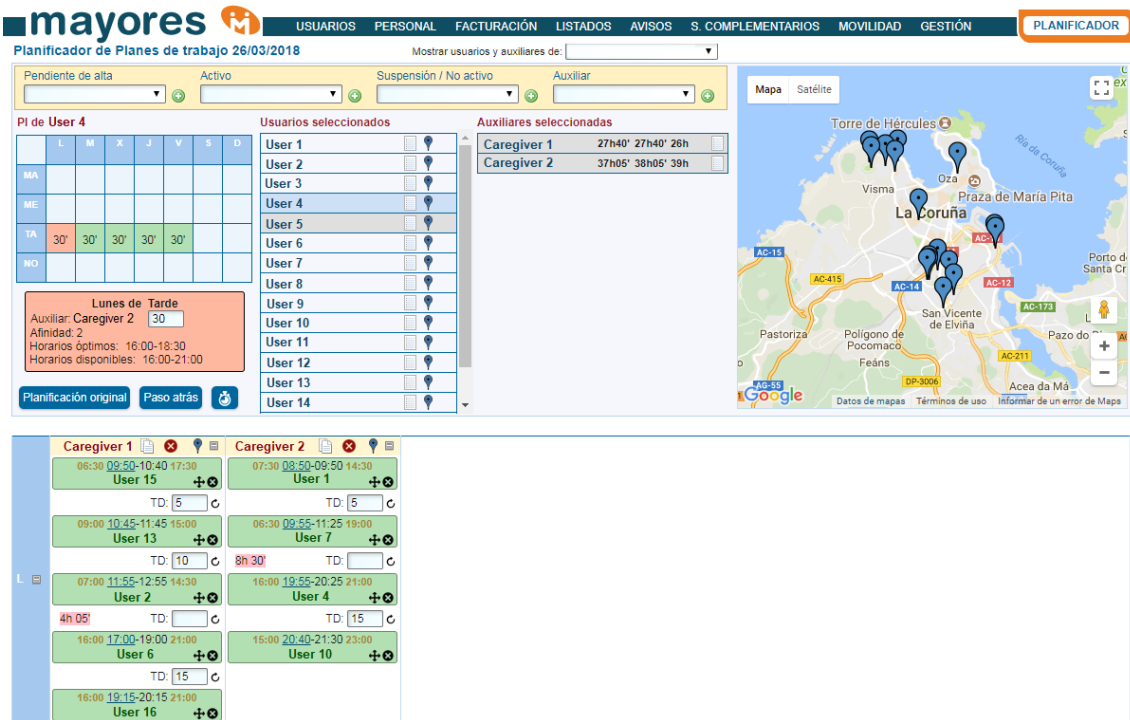 mayores
USUARIOS PERSONAL FACTURACIÓN LISTADOS AVISOS S. COMPLEMENTARIOS MOVILIDAD GESTIÓN PLANIFICADOR
Planificador de Planes de trabajo 26/03/2018 Mostrar usuarios y auxiliares de:
Pendiente de alta Activo Suspensión / No activo Auxiliar
PI de User 4
L M X J V S D
MA
ME
TA 30' 30' 30' 30' 30'
NO
Lunes de Tarde
Auxiliar: Caregiver 2 30
Afinidad: 2
Horarios óptimos: 16:00-18:30
Horarios disponibles: 16:00-21:00
Planificación original Paso atrás
Usuarios seleccionados
User 1
User 2
User 3
User 4
User 5
User 6
User 7
User 8
User 9
User 10
User 11
User 12
User 13
User 14
Auxiliares seleccionadas
Caregiver 1 27h40' 27h40' 26h
Caregiver 2 37h05' 38h05' 39h
Mapa Satélite
Torre de Hércules
Ria da Coruña
Oza
Visma
Praza de María Pita
La Coruña
AC-15
AC-415
AC-14
AC-12
AC-173
Porto d
Santa Cr
San Vicente
de Elviña
Pastoriza
Polígono de
Pocomaco
Pazo do
Feáns
AC-211
DP-3006
AG-55
Acea da Má
Google
Datos de mapas Términos de uso Informar de un error de Maps
L
Caregiver 1
06:30 09:50-10:40 17:30
User 15
TD: 5
09:00 10:45-11:45 15:00
User 13
TD: 10
07:00 11:55-12:55 14:30
User 2
4h 05' TD:
16:00 17:00-19:00 21:00
User 6
TD: 15
16:00 19:15-20:15 21:00
User 16
Caregiver 2
07:30 08:50-09:50 14:30
User 1
TD: 5
06:30 09:55-11:25 19:00
User 7
8h 30' TD:
16:00 19:55-20:25 21:00
User 4
TD: 15
15:00 20:40-21:30 23:00
User 10